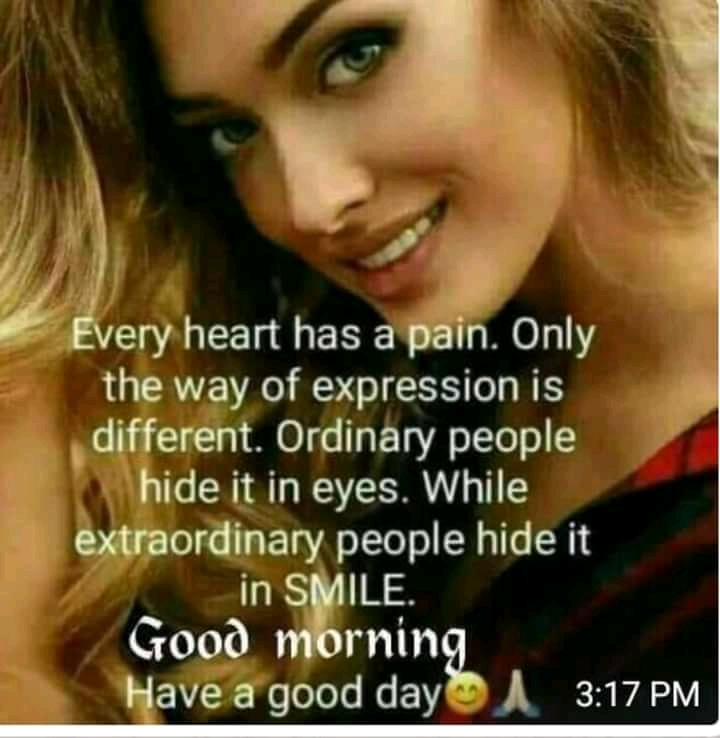 Every heart has a pain. Only
the way of expression is
different. Ordinary people
hide it in eyes. While
extraordinary people hide it
in SMILE.
Good morning
Have a good day😊🙏 3:17 PM